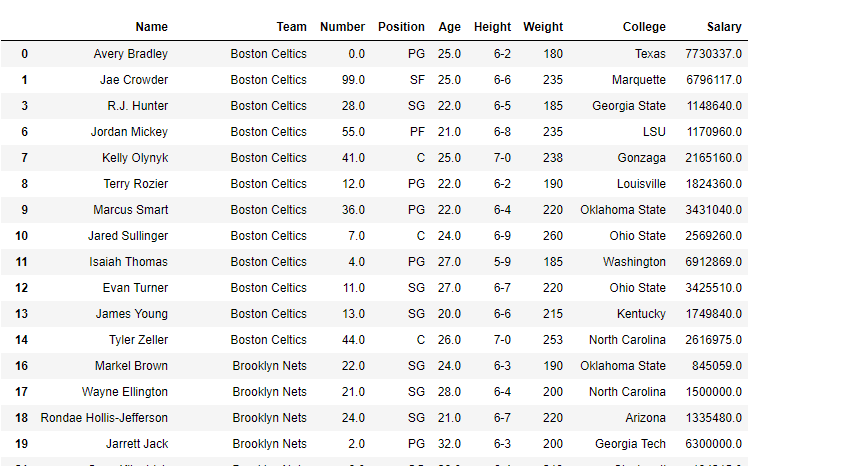 Name Team Number Position Age Height Weight College Salary
0 Avery Bradley Boston Celtics 0.0 PG 25.0 6-2 180 Texas 7730337.0
1 Jae Crowder Boston Celtics 99.0 SF 25.0 6-6 235 Marquette 6796117.0
3 R.J. Hunter Boston Celtics 28.0 SG 22.0 6-5 185 Georgia State 1148640.0
6 Jordan Mickey Boston Celtics 55.0 PF 21.0 6-8 235 LSU 1170960.0
7 Kelly Olynyk Boston Celtics 41.0 C 25.0 7-0 238 Gonzaga 2165160.0
8 Terry Rozier Boston Celtics 12.0 PG 22.0 6-2 190 Louisville 1824360.0
9 Marcus Smart Boston Celtics 36.0 PG 22.0 6-4 220 Oklahoma State 3431040.0
10 Jared Sullinger Boston Celtics 7.0 C 24.0 6-9 260 Ohio State 2569260.0
11 Isaiah Thomas Boston Celtics 4.0 PG 27.0 5-9 185 Washington 6912869.0
12 Evan Turner Boston Celtics 11.0 SG 27.0 6-7 220 Ohio State 3425510.0
13 James Young Boston Celtics 13.0 SG 20.0 6-6 215 Kentucky 1749840.0
14 Tyler Zeller Boston Celtics 44.0 C 26.0 7-0 253 North Carolina 2616975.0
16 Markel Brown Brooklyn Nets 22.0 SG 24.0 6-3 190 Oklahoma State 845059.0
17 Wayne Ellington Brooklyn Nets 21.0 SG 28.0 6-4 200 North Carolina 1500000.0
18 Rondae Hollis-Jefferson Brooklyn Nets 24.0 SG 21.0 6-7 220 Arizona 1335480.0
19 Jarrett Jack Brooklyn Nets 2.0 PG 32.0 6-3 200 Georgia Tech 6300000.0